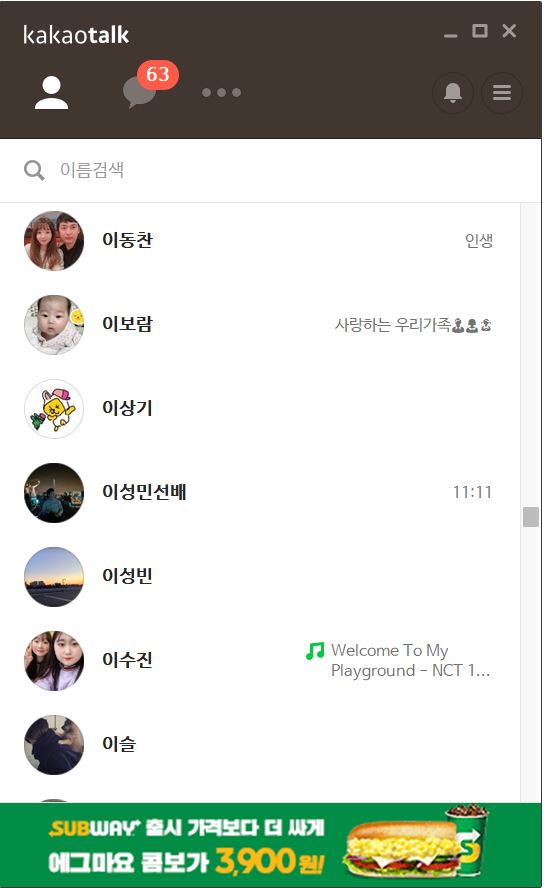 kakaotalk
63
이름검색
이동찬
인생
이보람
사랑하는 우리가족
이상기
이성민선배
11:11
이성빈
이수진
Welcome To My
Playground - NCT 1...
이슬
SUBWAY 출시 가격보다 더 싸게
에그마요 콤보가 3,900원!